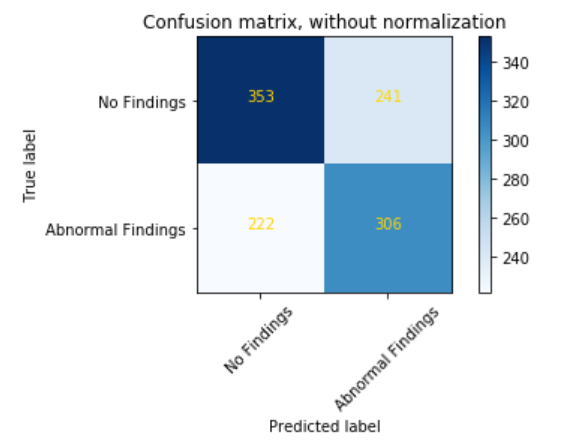 Confusion matrix, without normalization
True label
No Findings
353
241
Abnormal Findings
222
306
340
320
300
280
260
240
No Findings
Abnormal Findings
Predicted label